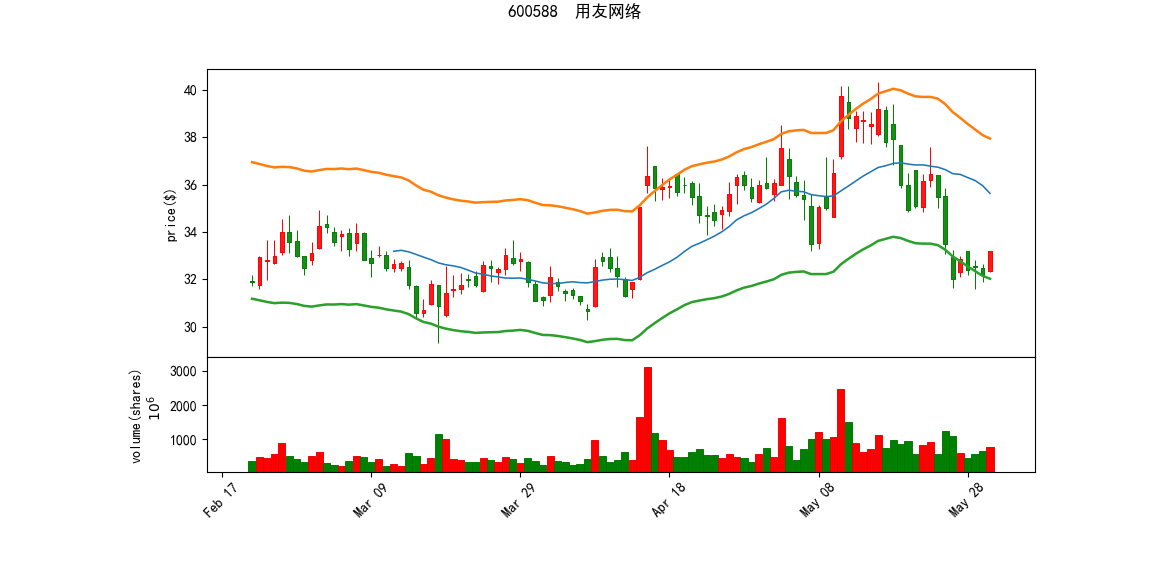 600588 用友网络
price($)
40
38
36
34
32
30
volume(shares)
10^6
3000
2000
1000
Feb 17
Mar 09
Mar 29
Apr 18
May 08
May 28